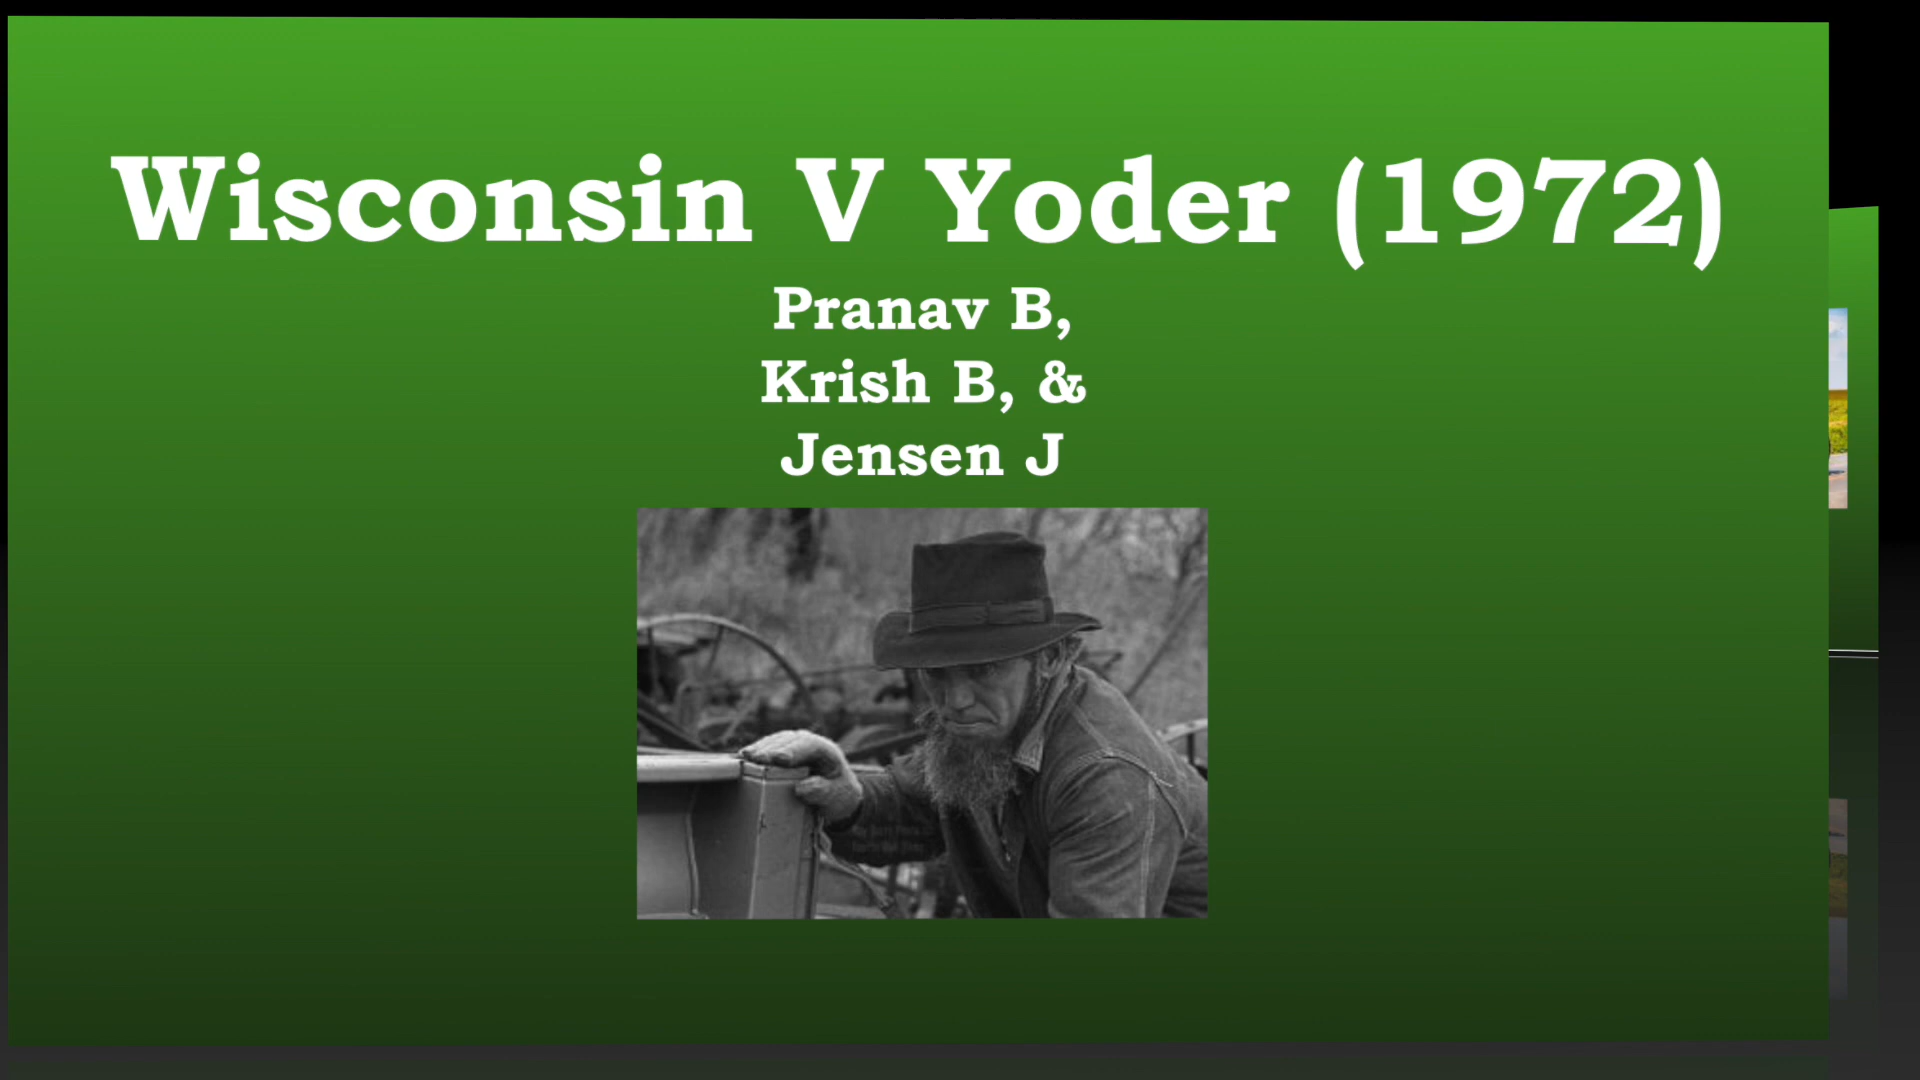 Wisconsin V Yoder (1972)
Pranav B,
Krish B, &
Jensen J